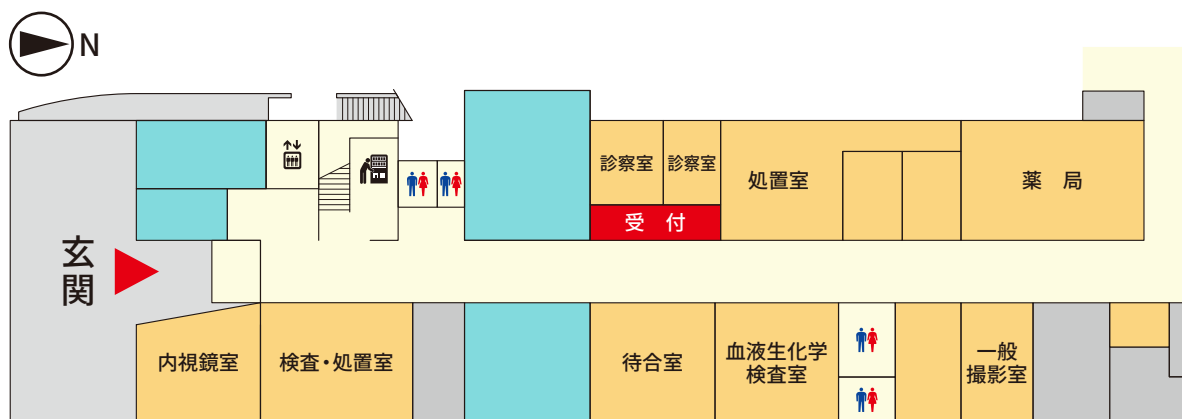 N
診察室
診察室
処置室
薬　局
受　付
玄
関
内視鏡室
検査・処置室
待合室
血液生化学
検査室
一般
撮影室